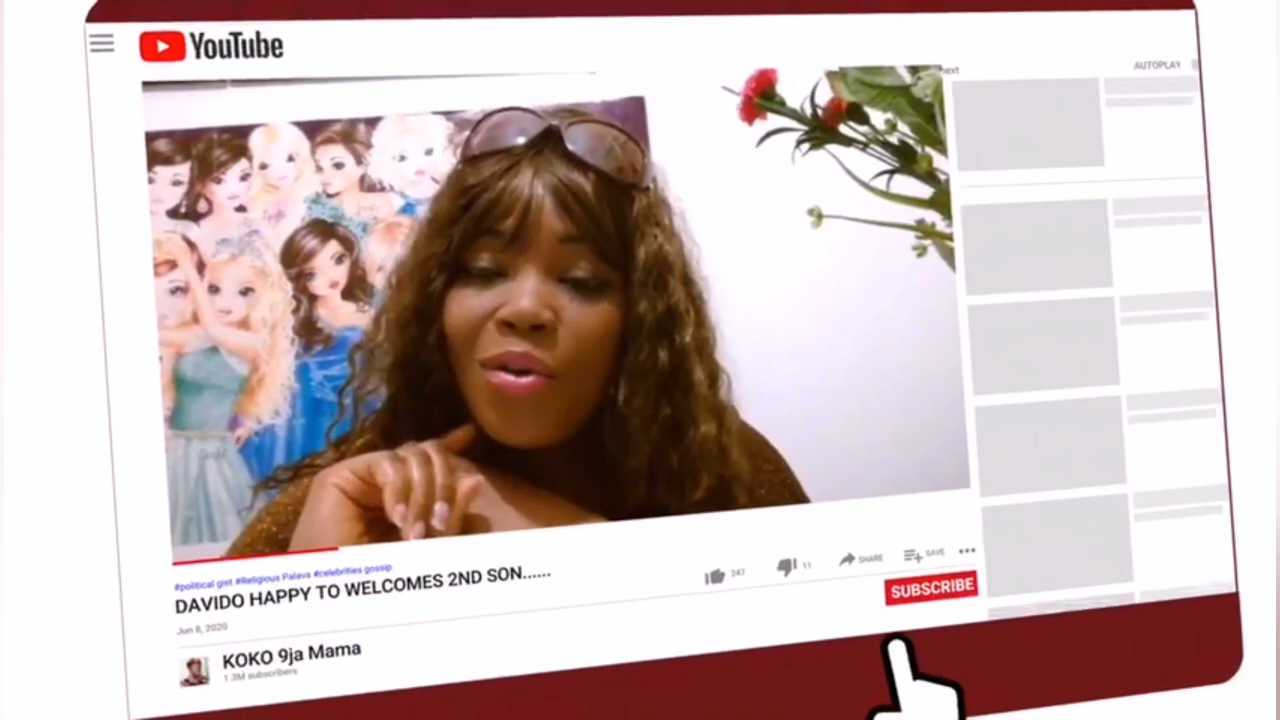 YouTube
next
AUTOPLAY
#political gist #Religious Palava #celebrities gossip
DAVIDO HAPPY TO WELCOMES 2ND SON......
Jun 8, 2020
247
11
SHARE
SAVE
SUBSCRIBE
KOKO 9ja Mama
1.3M subscribers